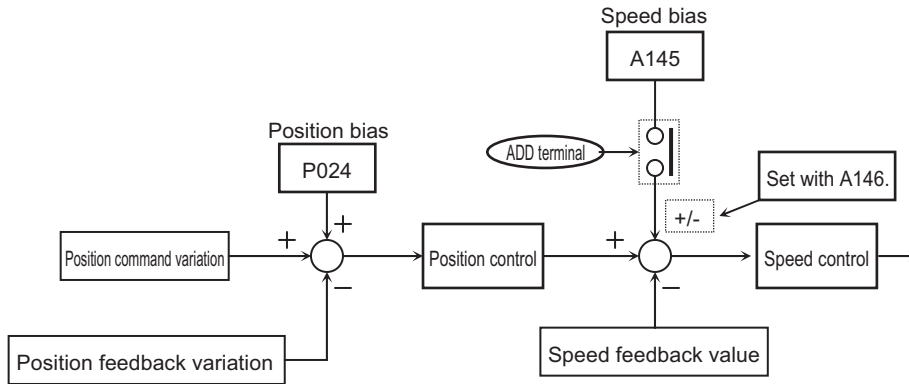 Speed bias
A145
Position bias
P024
ADD terminal
Set with A146.
+/-
+
+
+
Position command variation
Position control
Speed control
−
−
Position feedback variation
Speed feedback value